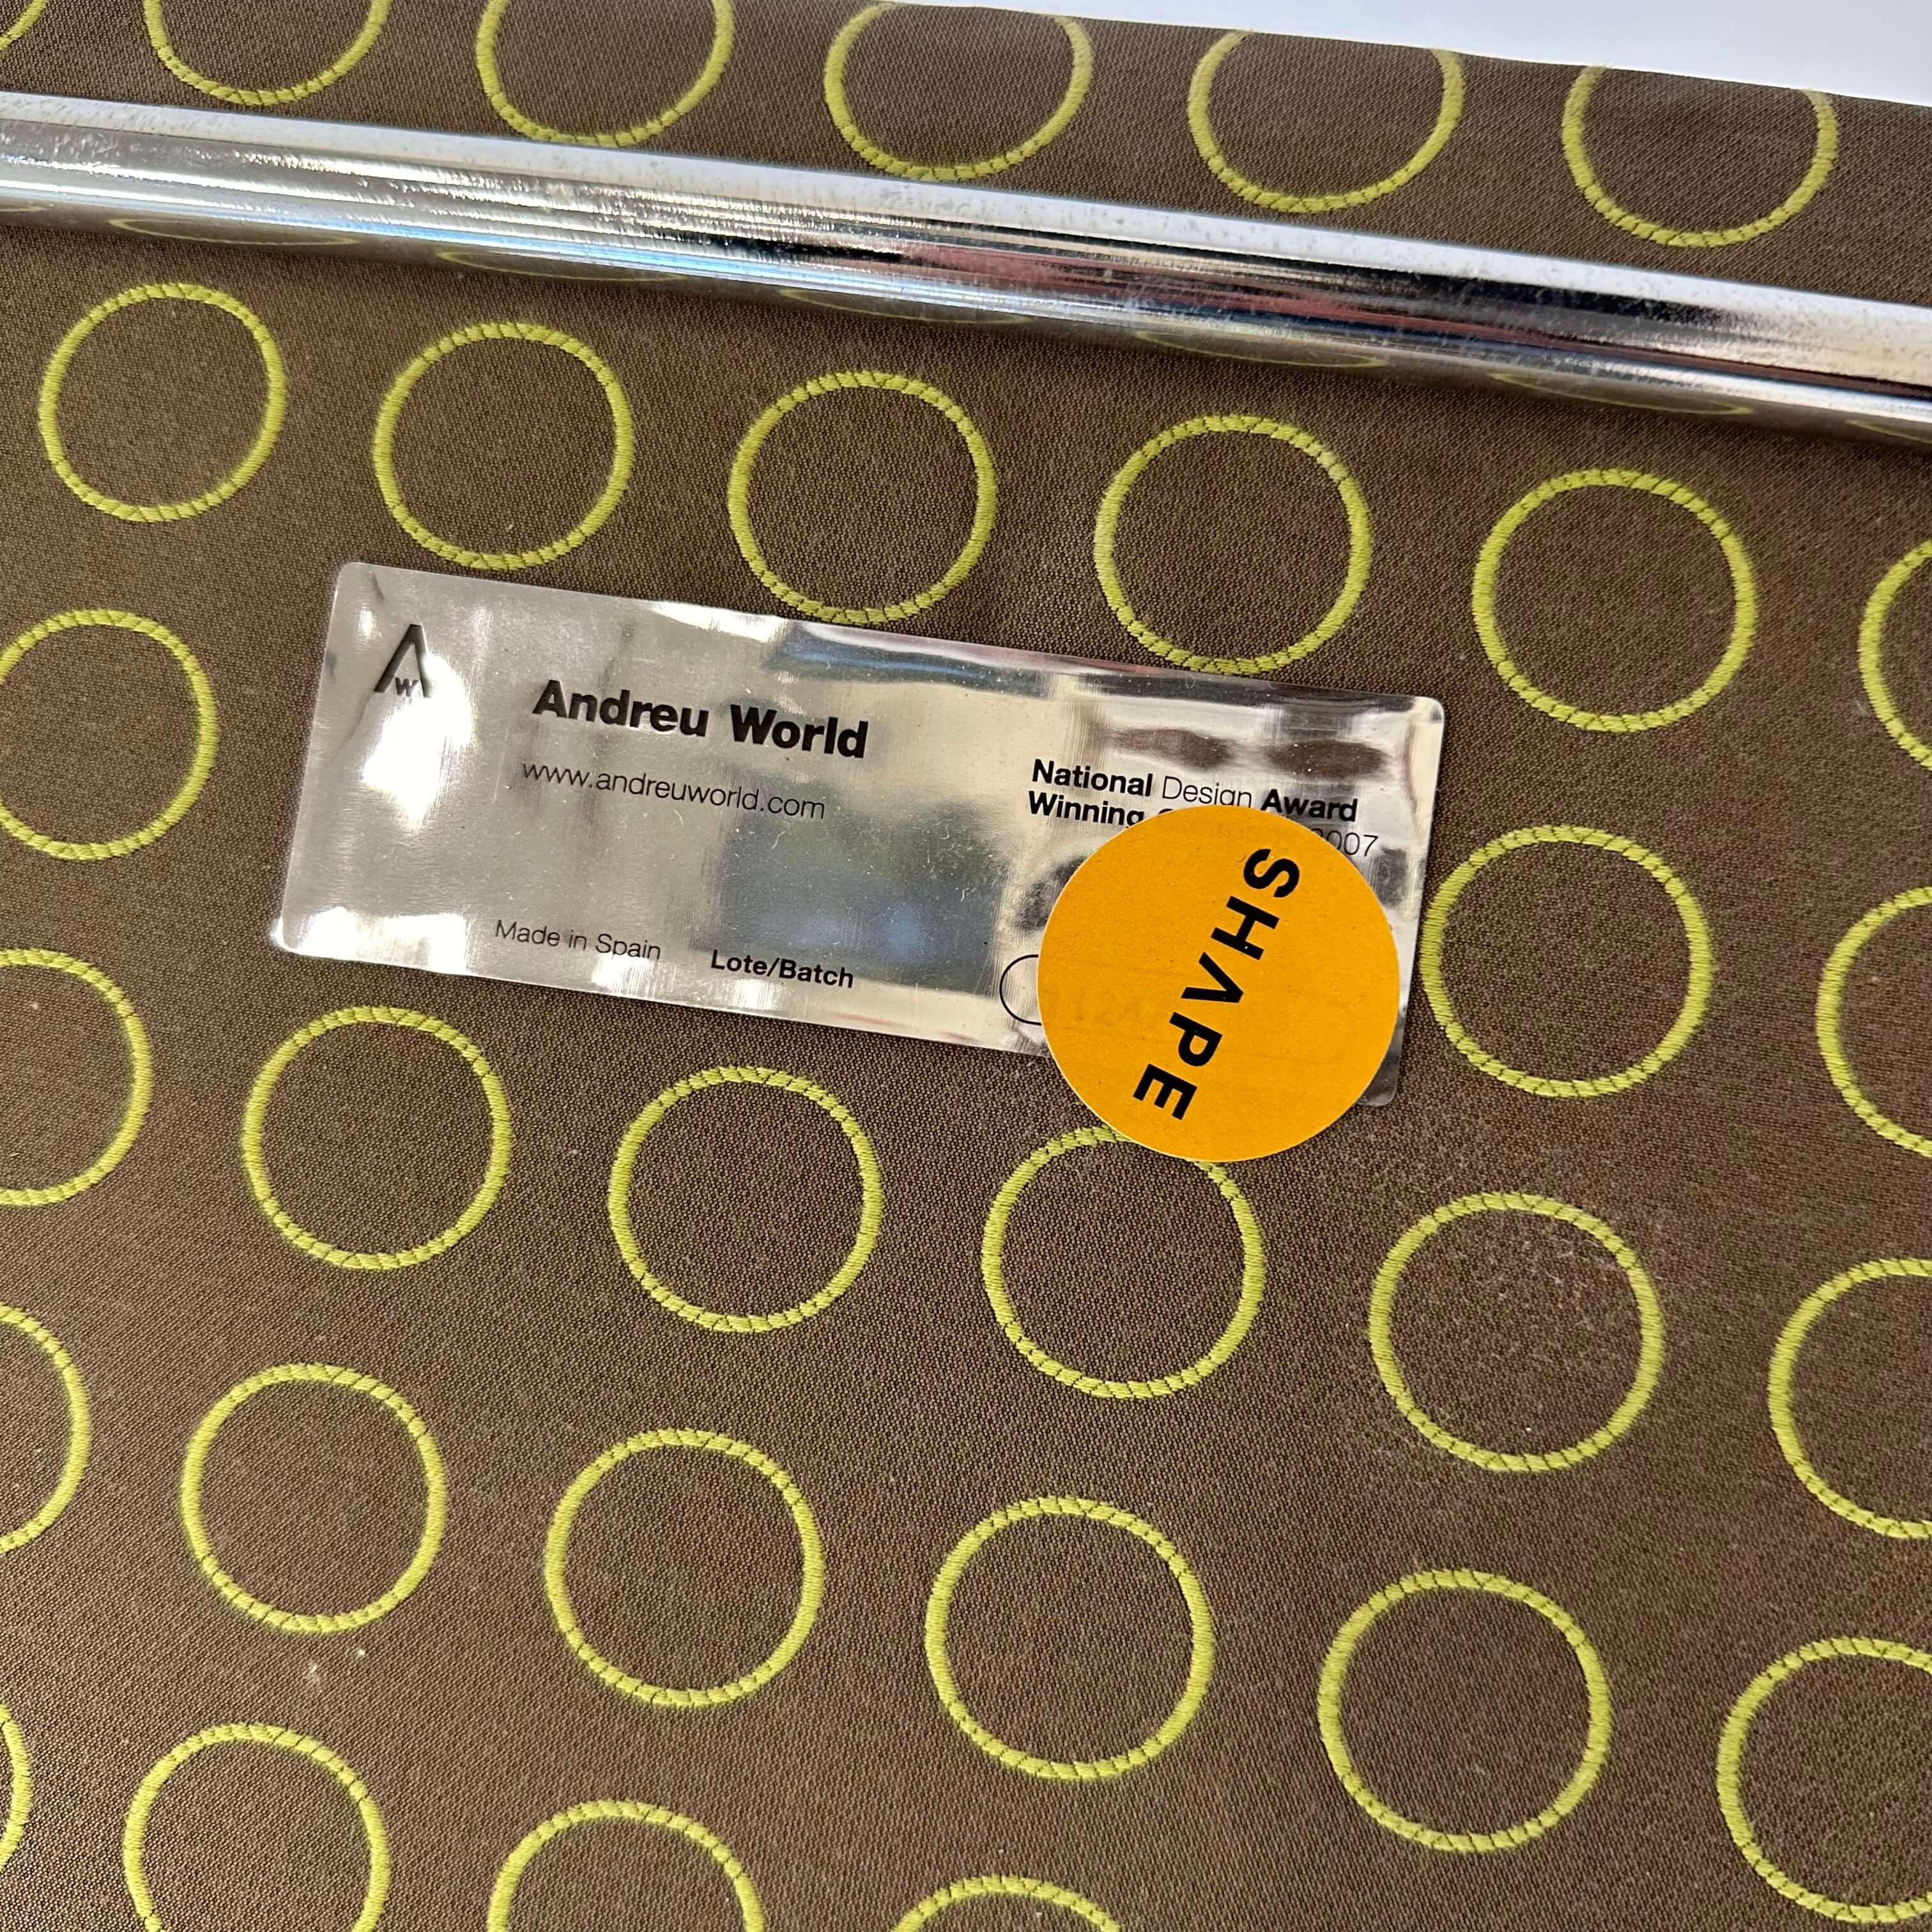 AW
Andreu World
www.andreuworld.com
National Design Award
Winning
2007
Made in Spain
Lote/Batch
SHAPE